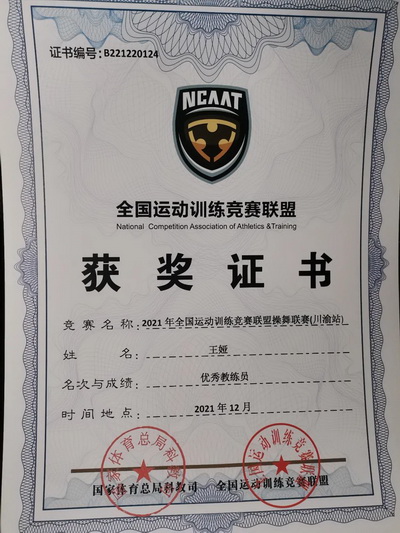 证书编号：B221220124
NCAAT
全国运动训练竞赛联盟
National Competition Association of Athletics &Training
获奖证书
竞赛名称：2021年全国运动训练竞赛联盟操舞联赛(川渝站)
姓名：王娅
名次与成绩：优秀教练员
时间地点：2021年12月
国家体育总局科教司 全国运动训练竞赛联盟